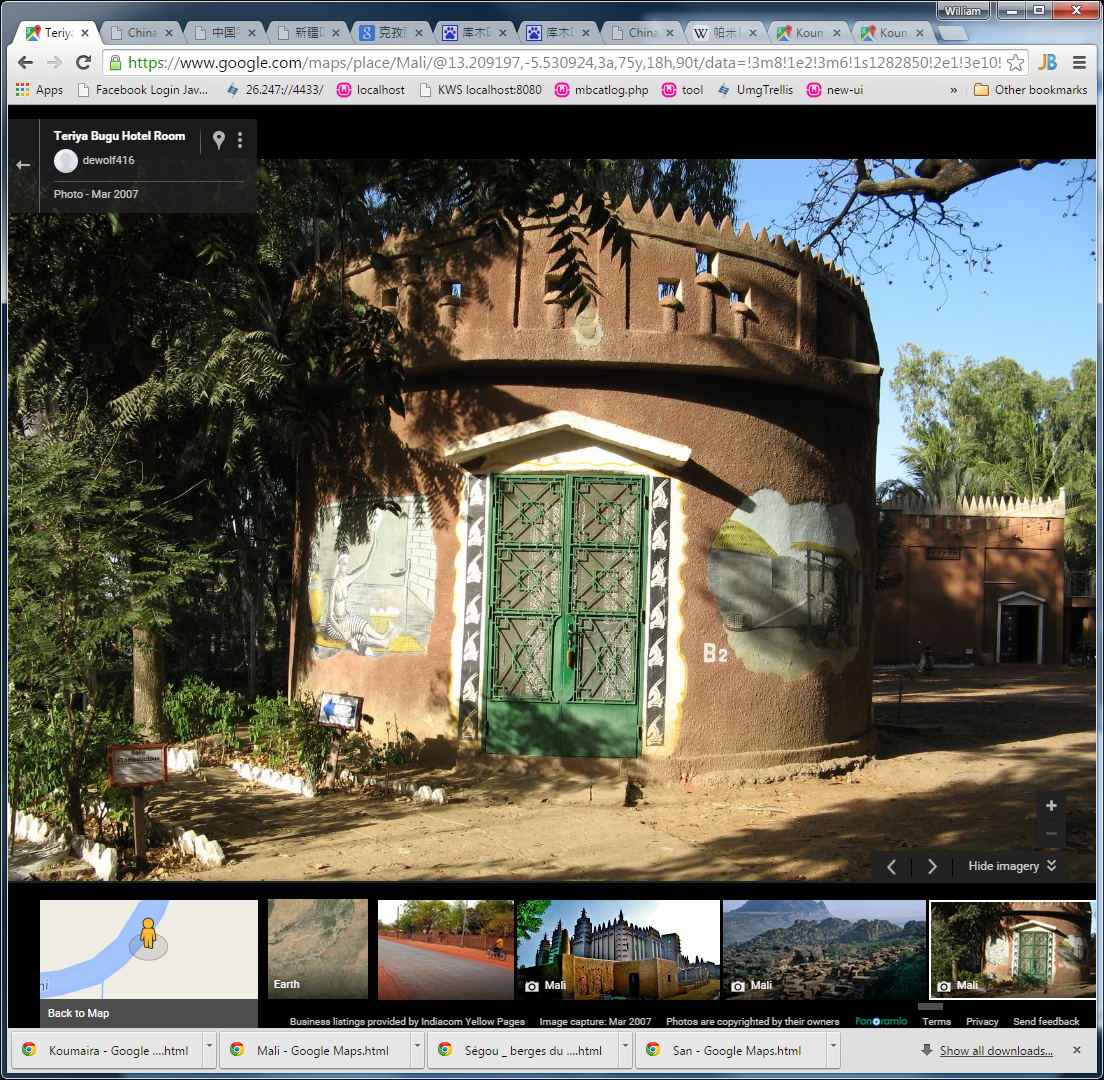 William
Teriya
China
中国
新疆
克孜
库木
库木
China
帕米
Koum
Koun
https://www.google.com/maps/place/Mali/@13.209197,-5.530924,3a,75y,18h,90t/data=!3m8!1e2!3m6!1s1282850!2e1!3e10!
JB
Apps
Facebook Login Jav...
26.247://4433/
localhost
KWS localhost:8080
mbcatlog.php
tool
UmgTrellis
new-ui
»
Other bookmarks
Teriya Bugu Hotel Room
dewolf416
Photo - Mar 2007
B2
Salle
«Tombouctou»
Hide imagery
Back to Map
Earth
Mali
Mali
Mali
Business listings provided by Indiacom Yellow Pages
Image capture: Mar 2007
Photos are copyrighted by their owners
Panoramio
Terms
Privacy
Send feedback
Koumaira - Google ....html
Mali - Google Maps.html
Ségou _ berges du ....html
San - Google Maps.html
Show all downloads...